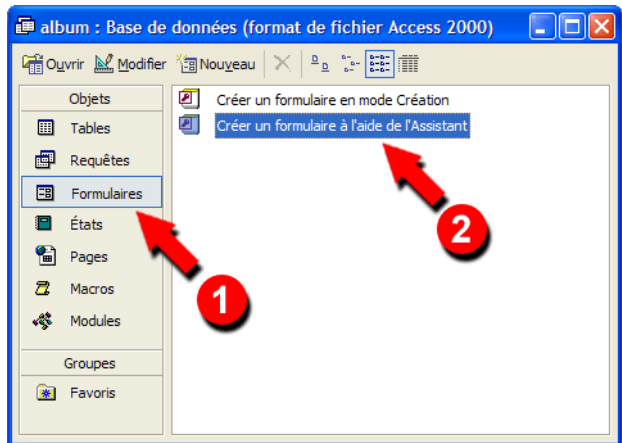 album : Base de données (format de fichier Access 2000)
Ouvrir Modifier Nouveau
Objets
Tables
Requêtes
Formulaires
États
Pages
Macros
Modules
Groupes
Favoris
Créer un formulaire en mode Création
Créer un formulaire à l'aide de l'Assistant
1
2